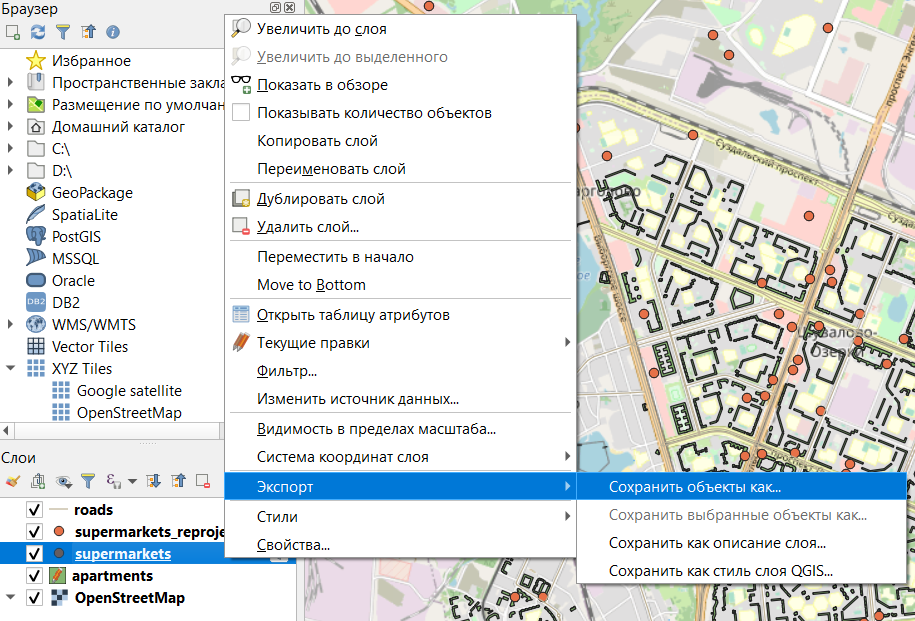 Браузер
Избранное
Пространственные закла
Размещение по умолчан
Домашний каталог
C:\
D:\
GeoPackage
SpatiaLite
PostGIS
MSSQL
Oracle
DB2
DB2
WMS/WMTS
Vector Tiles
XYZ Tiles
Google satellite
OpenStreetMap
Слои
roads
supermarkets_reproje
supermarkets
apartments
OpenStreetMap
Увеличить до слоя
Увеличить до выделенного
Показать в обзоре
Показывать количество объектов
Копировать слой
Переименовать слой
Дублировать слой
Удалить слой...
Переместить в начало
Move to Bottom
Открыть таблицу атрибутов
Текущие правки
Фильтр...
Изменить источник данных...
Видимость в пределах масштаба...
Система координат слоя
Экспорт
Стили
Свойства...
Сохранить объекты как...
Сохранить выбранные объекты как...
Сохранить как описание слоя...
Сохранить как стиль слоя QGIS...
Суздальский проспект
Выборгское шоссе
Шувалово-
Озерки